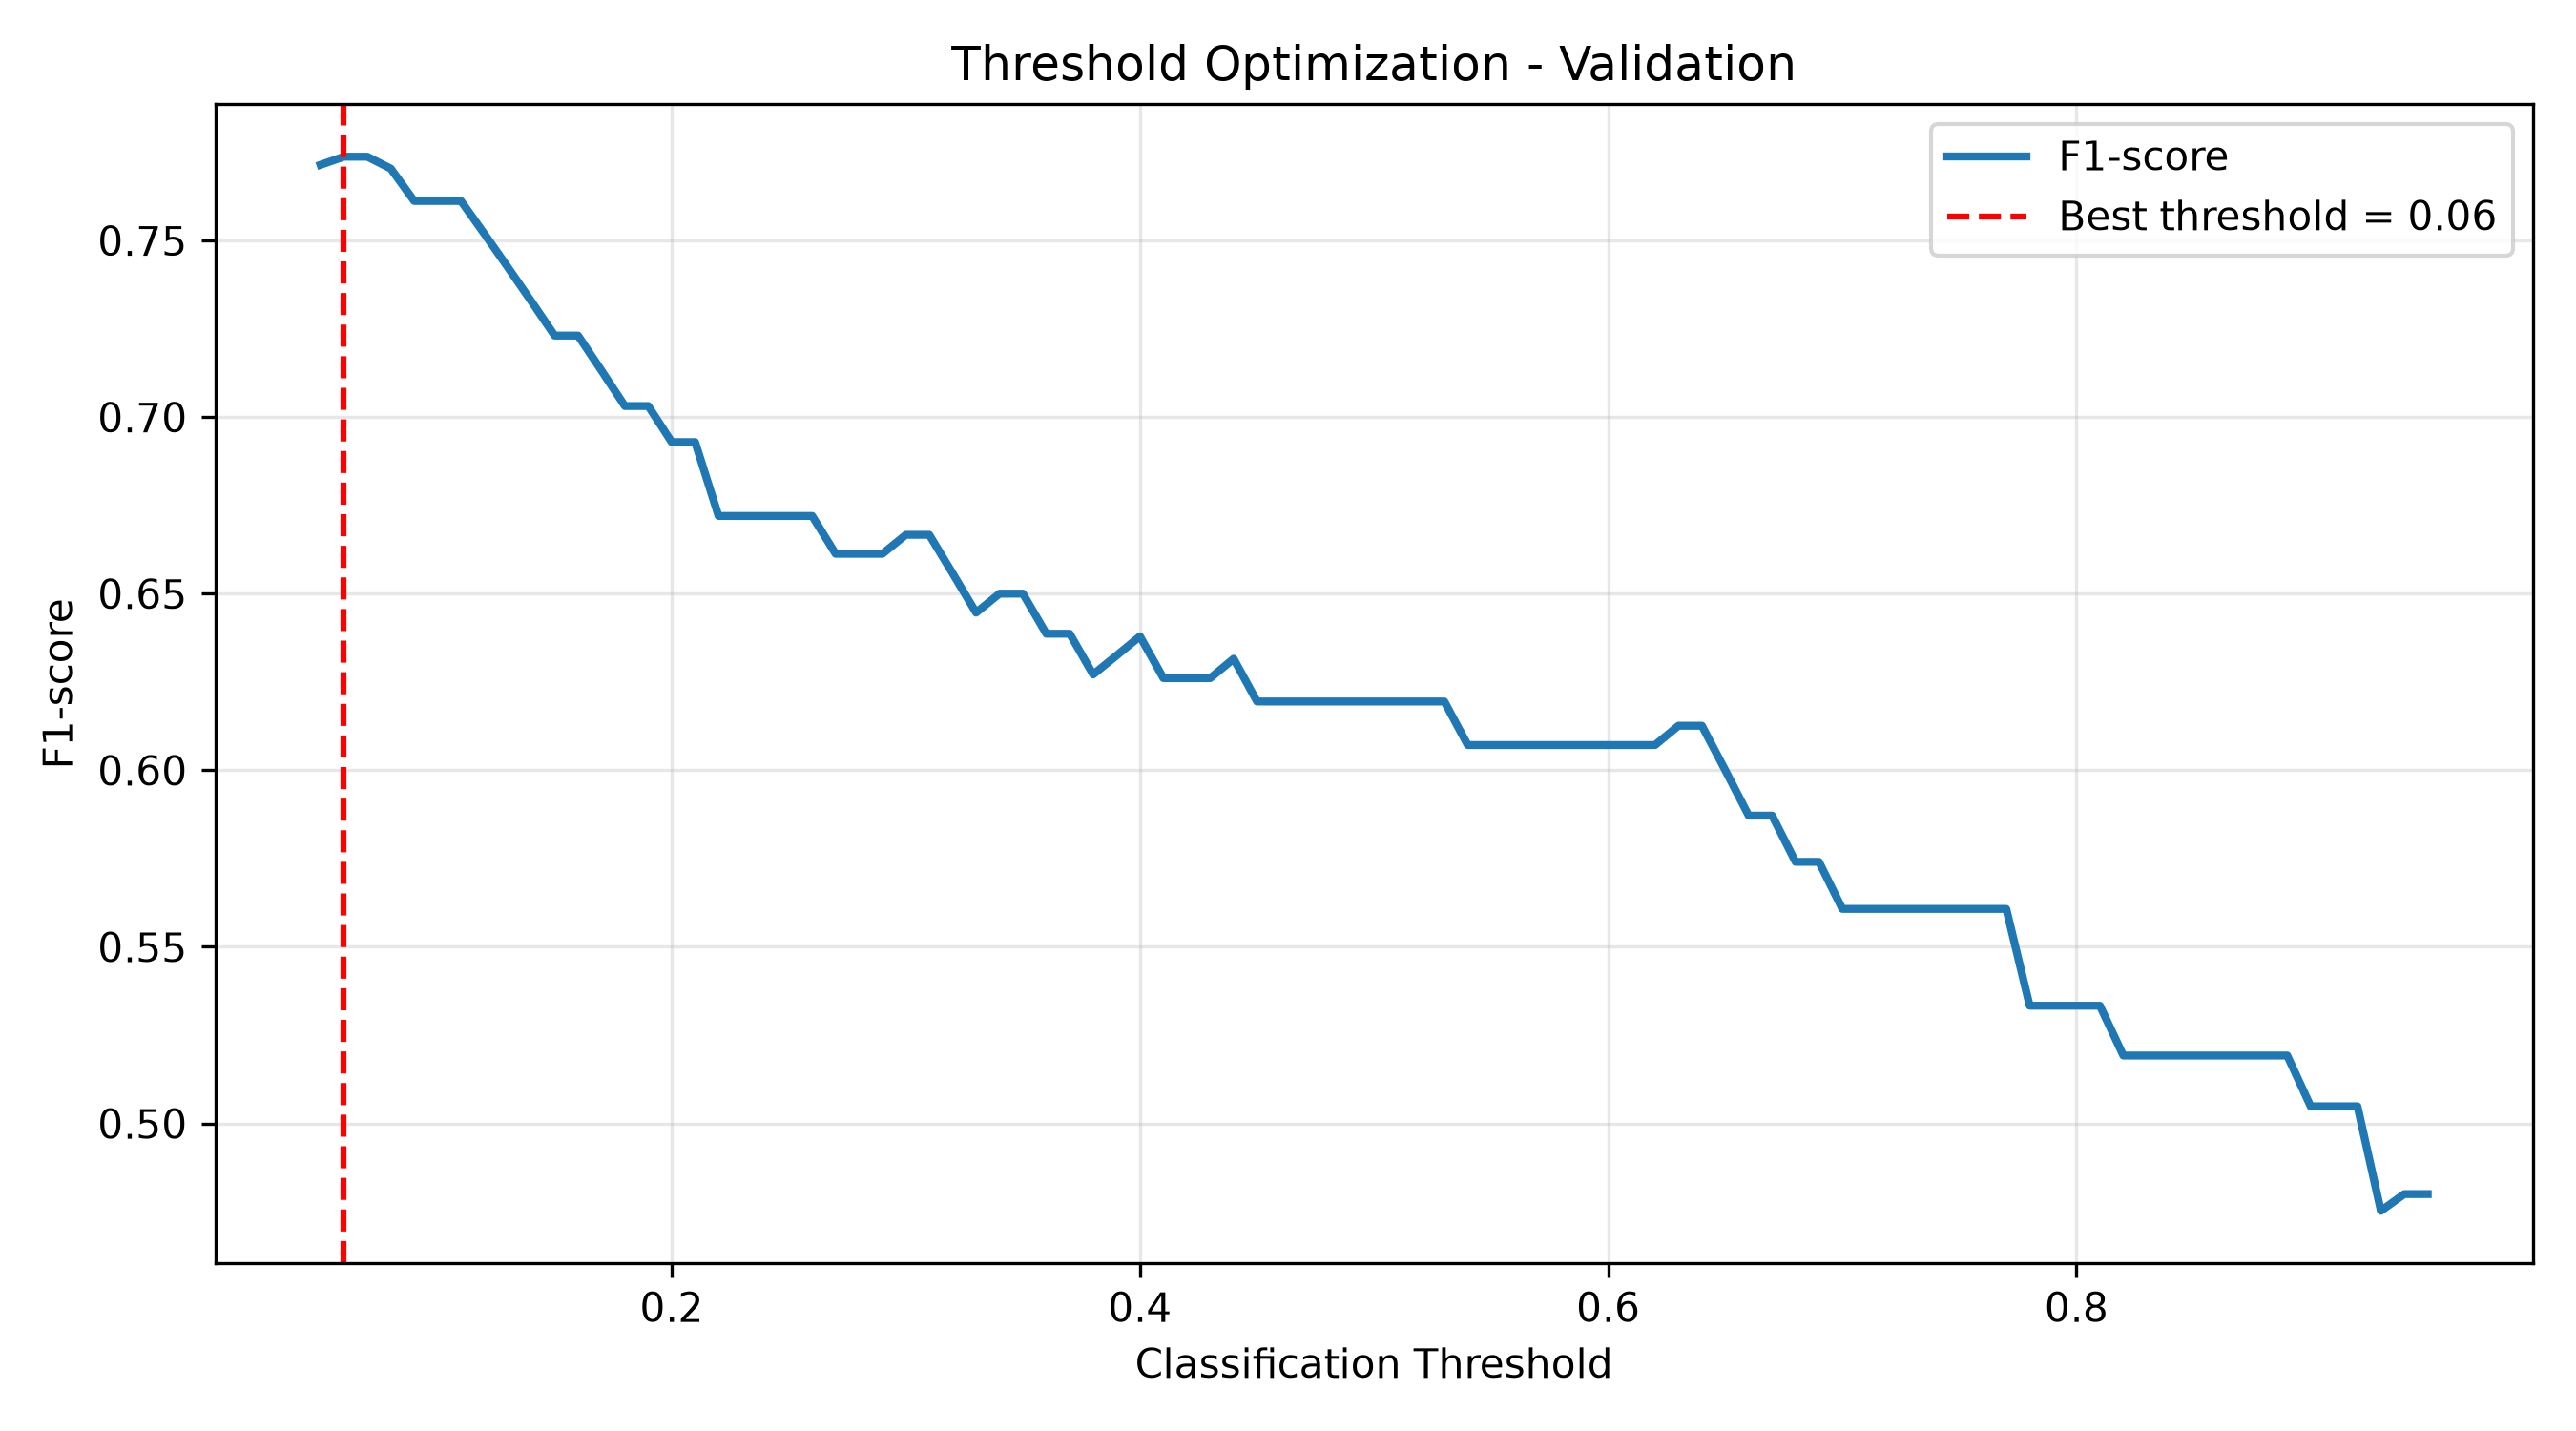 Threshold Optimization - Validation
F1-score
Best threshold = 0.06
0.75
0.70
0.65
0.60
0.55
0.50
F1-score
0.2
0.4
0.6
0.8
Classification Threshold